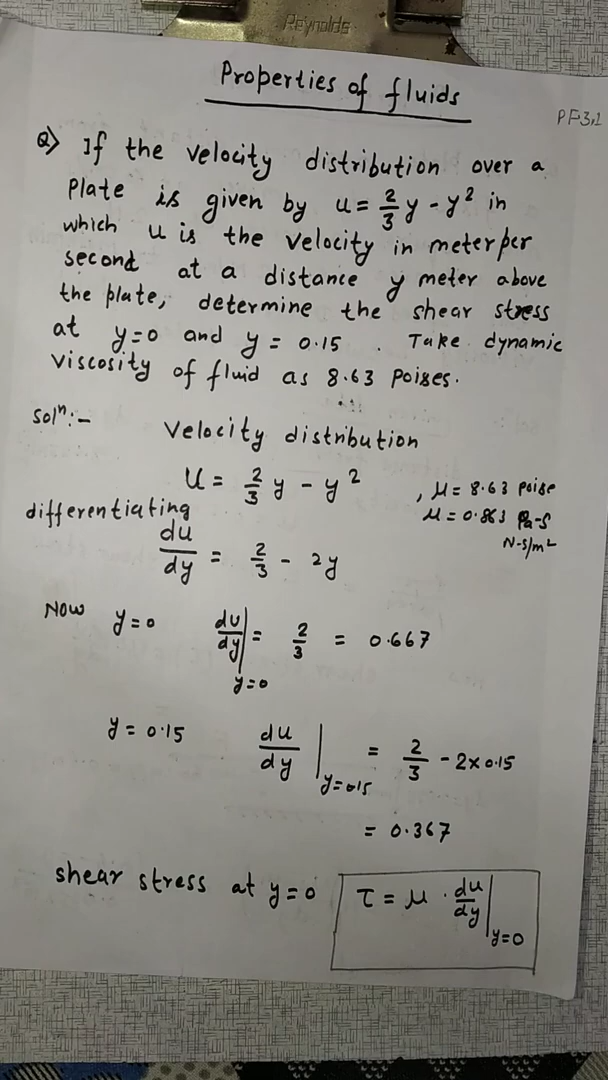 Reynolds
Properties of fluids
PF3.1
Q) If the velocity distribution over a
plate is given by u = 2/3 y - y² in
which u is the velocity in meter per
second at a distance y meter above
the plate, determine the shear stress
at y=0 and y = 0.15 . Take dynamic
viscosity of fluid as 8.63 poises.
Solⁿ:-
Velocity distribution
U = 2/3 y - y² , μ = 8.63 poise
μ = 0.863 Pa-S
N-S/m²
differentiating
du/dy = 2/3 - 2y
Now y=0 du/dy|y=0 = 2/3 = 0.667
y = 0.15 du/dy|y=0.15 = 2/3 - 2×0.15
= 0.367
shear stress at y=0 τ = μ . du/dy|y=0